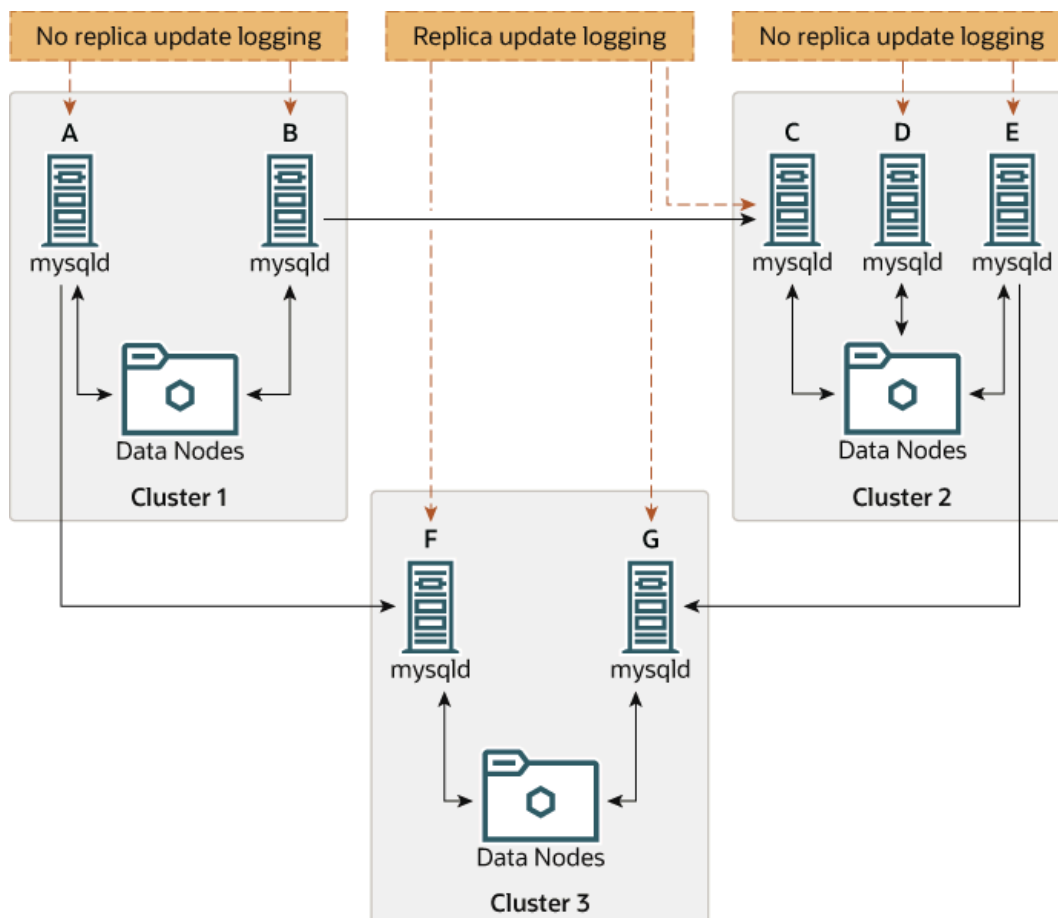 No replica update logging
Replica update logging
No replica update logging
A
B
C
D
E
mysqld
mysqld
mysqld
mysqld
mysqld
Data Nodes
Data Nodes
Cluster 1
Cluster 2
F
G
mysqld
mysqld
Data Nodes
Cluster 3